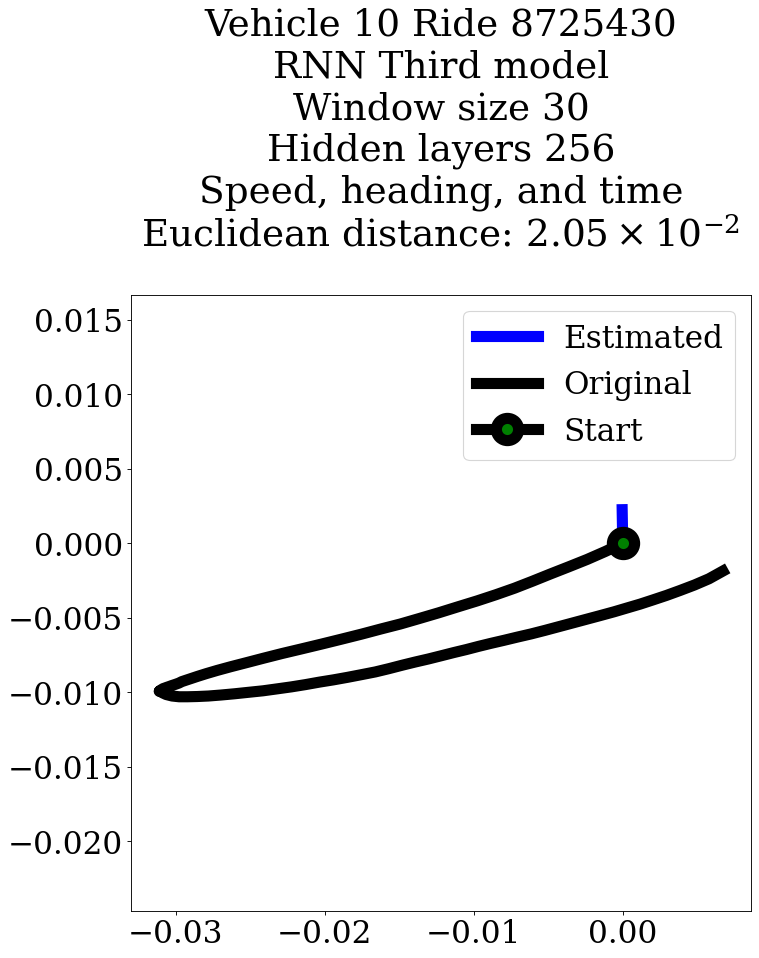 Vehicle 10 Ride 8725430
RNN Third model
Window size 30
Hidden layers 256
Speed, heading, and time
Euclidean distance: 2.05 × 10⁻²
Estimated
Original
Start
0.015
0.010
0.005
0.000
−0.005
−0.010
−0.015
−0.020
−0.03 −0.02 −0.01 0.00